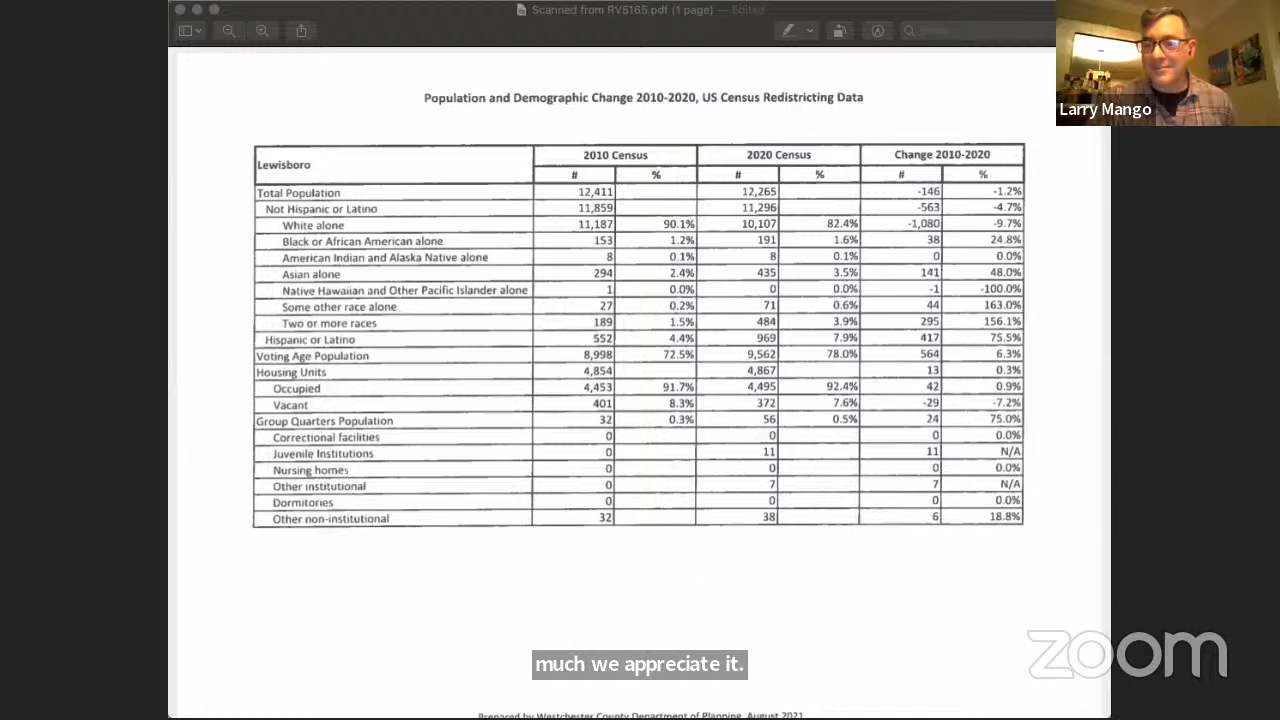 Scanned from RV5165.pdf (1 page) — Edited
Larry Mango
Population and Demographic Change 2010-2020, US Census Redistricting Data
Lewisboro 2010 Census 2020 Census Change 2010-2020
# % # % # %
Total Population 12,411 12,265 -146 -1.2%
Not Hispanic or Latino 11,859 11,296 -563 -4.7%
White alone 11,187 90.1% 10,107 82.4% -1,080 -9.7%
Black or African American alone 153 1.2% 191 1.6% 38 24.8%
American Indian and Alaska Native alone 8 0.1% 8 0.1% 0 0.0%
Asian alone 294 2.4% 435 3.5% 141 48.0%
Native Hawaiian and Other Pacific Islander alone 1 0.0% 0 0.0% -1 -100.0%
Some other race alone 27 0.2% 71 0.6% 44 163.0%
Two or more races 189 1.5% 484 3.9% 295 156.1%
Hispanic or Latino 552 4.4% 969 7.9% 417 75.5%
Voting Age Population 8,998 72.5% 9,562 78.0% 564 6.3%
Housing Units 4,854 4,867 13 0.3%
Occupied 4,453 91.7% 4,495 92.4% 42 0.9%
Vacant 401 8.3% 372 7.6% -29 -7.2%
Group Quarters Population 32 0.3% 56 0.5% 24 75.0%
Correctional facilities 0 0 0 0.0%
Juvenile Institutions 0 11 11 N/A
Nursing homes 0 0 0 0.0%
Other institutional 0 7 7 N/A
Dormitories 0 0 0 0.0%
Other non-institutional 32 38 6 18.8%
much we appreciate it.
zoom
Prepared by Westchester County Department of Planning, August 2021